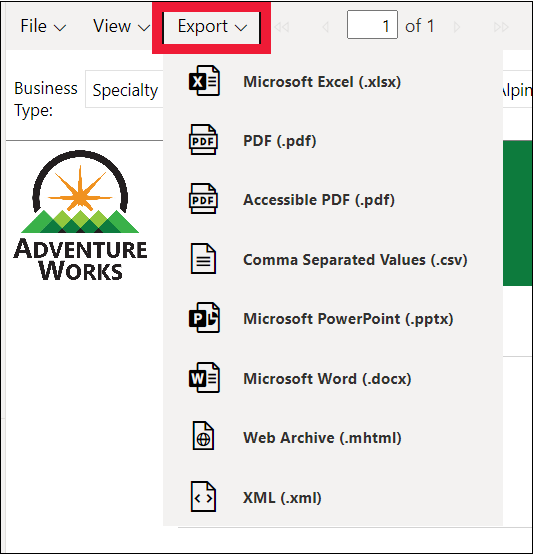 File View Export 1 of 1
Business Type: Specialty Alpin
Microsoft Excel (.xlsx)
PDF (.pdf)
Accessible PDF (.pdf)
Comma Separated Values (.csv)
Microsoft PowerPoint (.pptx)
Microsoft Word (.docx)
Web Archive (.mhtml)
XML (.xml)
ADVENTURE
WORKS